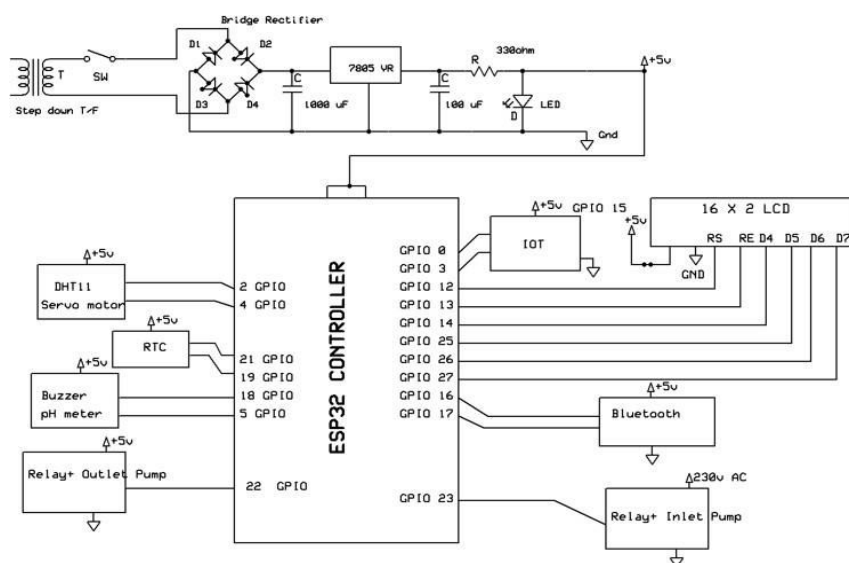 Bridge Rectifier
D1
D2
D3
D4
T
SW
Step down T/F
C
1000 uF
7805 VR
C
100 uF
R
330ohm
D
LED
+5v
Gnd
ESP32 CONTROLLER
+5v
DHT11
Servo motor
2 GPIO
4 GPIO
+5v
RTC
21 GPIO
19 GPIO
+5v
Buzzer
pH meter
18 GPIO
5 GPIO
+5v
Relay+ Outlet Pump
22 GPIO
GPIO 0
GPIO 3
GPIO 12
GPIO 13
GPIO 14
GPIO 25
GPIO 26
GPIO 27
GPIO 16
GPIO 17
GPIO 23
+5v
IOT
GPIO 15
+5v
16 X 2 LCD
RS RE D4 D5 D6 D7
GND
+5v
Bluetooth
230v AC
Relay+ Inlet Pump